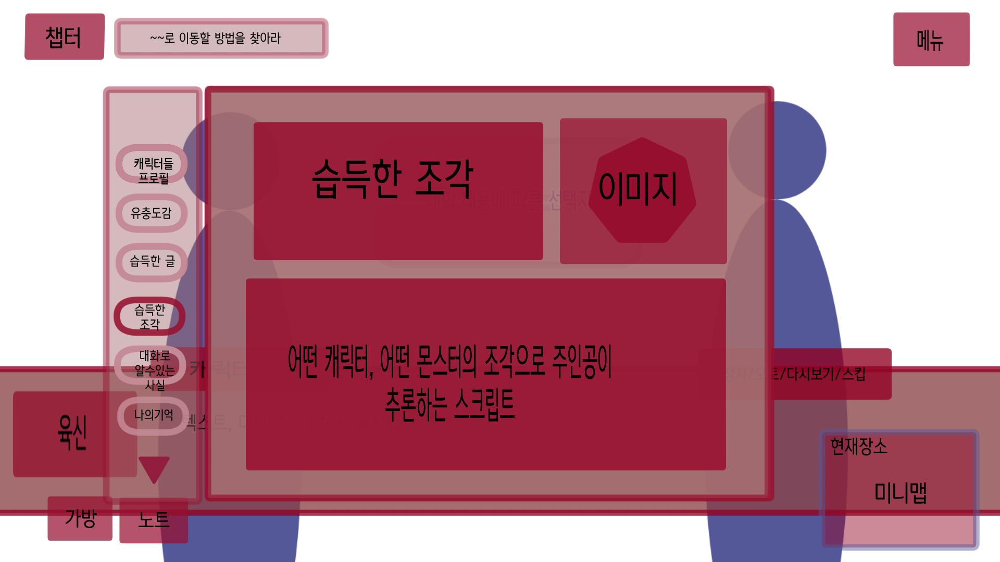 챕터
~~로 이동할 방법을 찾아라
메뉴
캐릭터들
프로필
유충도감
습득한 글
습득한
조각
대화로
알수있는
사실
나의기억
습득한 조각
이미지
대화 내용에 따른 선택지
어떤 캐릭터, 어떤 몬스터의 조각으로 주인공이
추론하는 스크립트
캐릭터
정지/오토/다시보기/스킵
텍스트,
육신
가방
노트
현재장소
미니맵